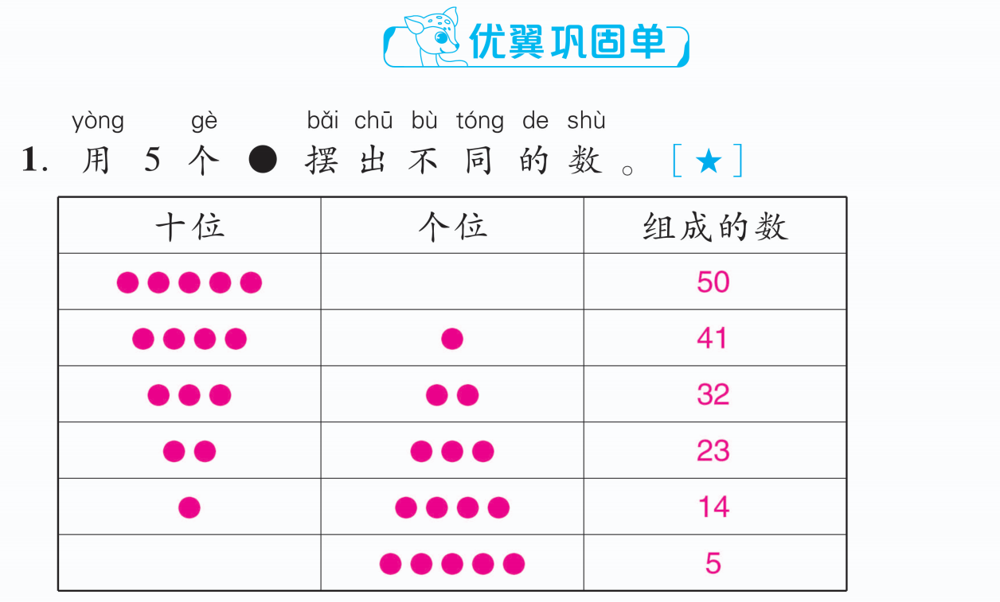 优翼巩固单
yòng gè bǎi chū bù tóng de shù
1. 用 5 个 ● 摆 出 不 同 的 数 。[ ★ ]
十位 个位 组成的数
50
41
32
23
14
5